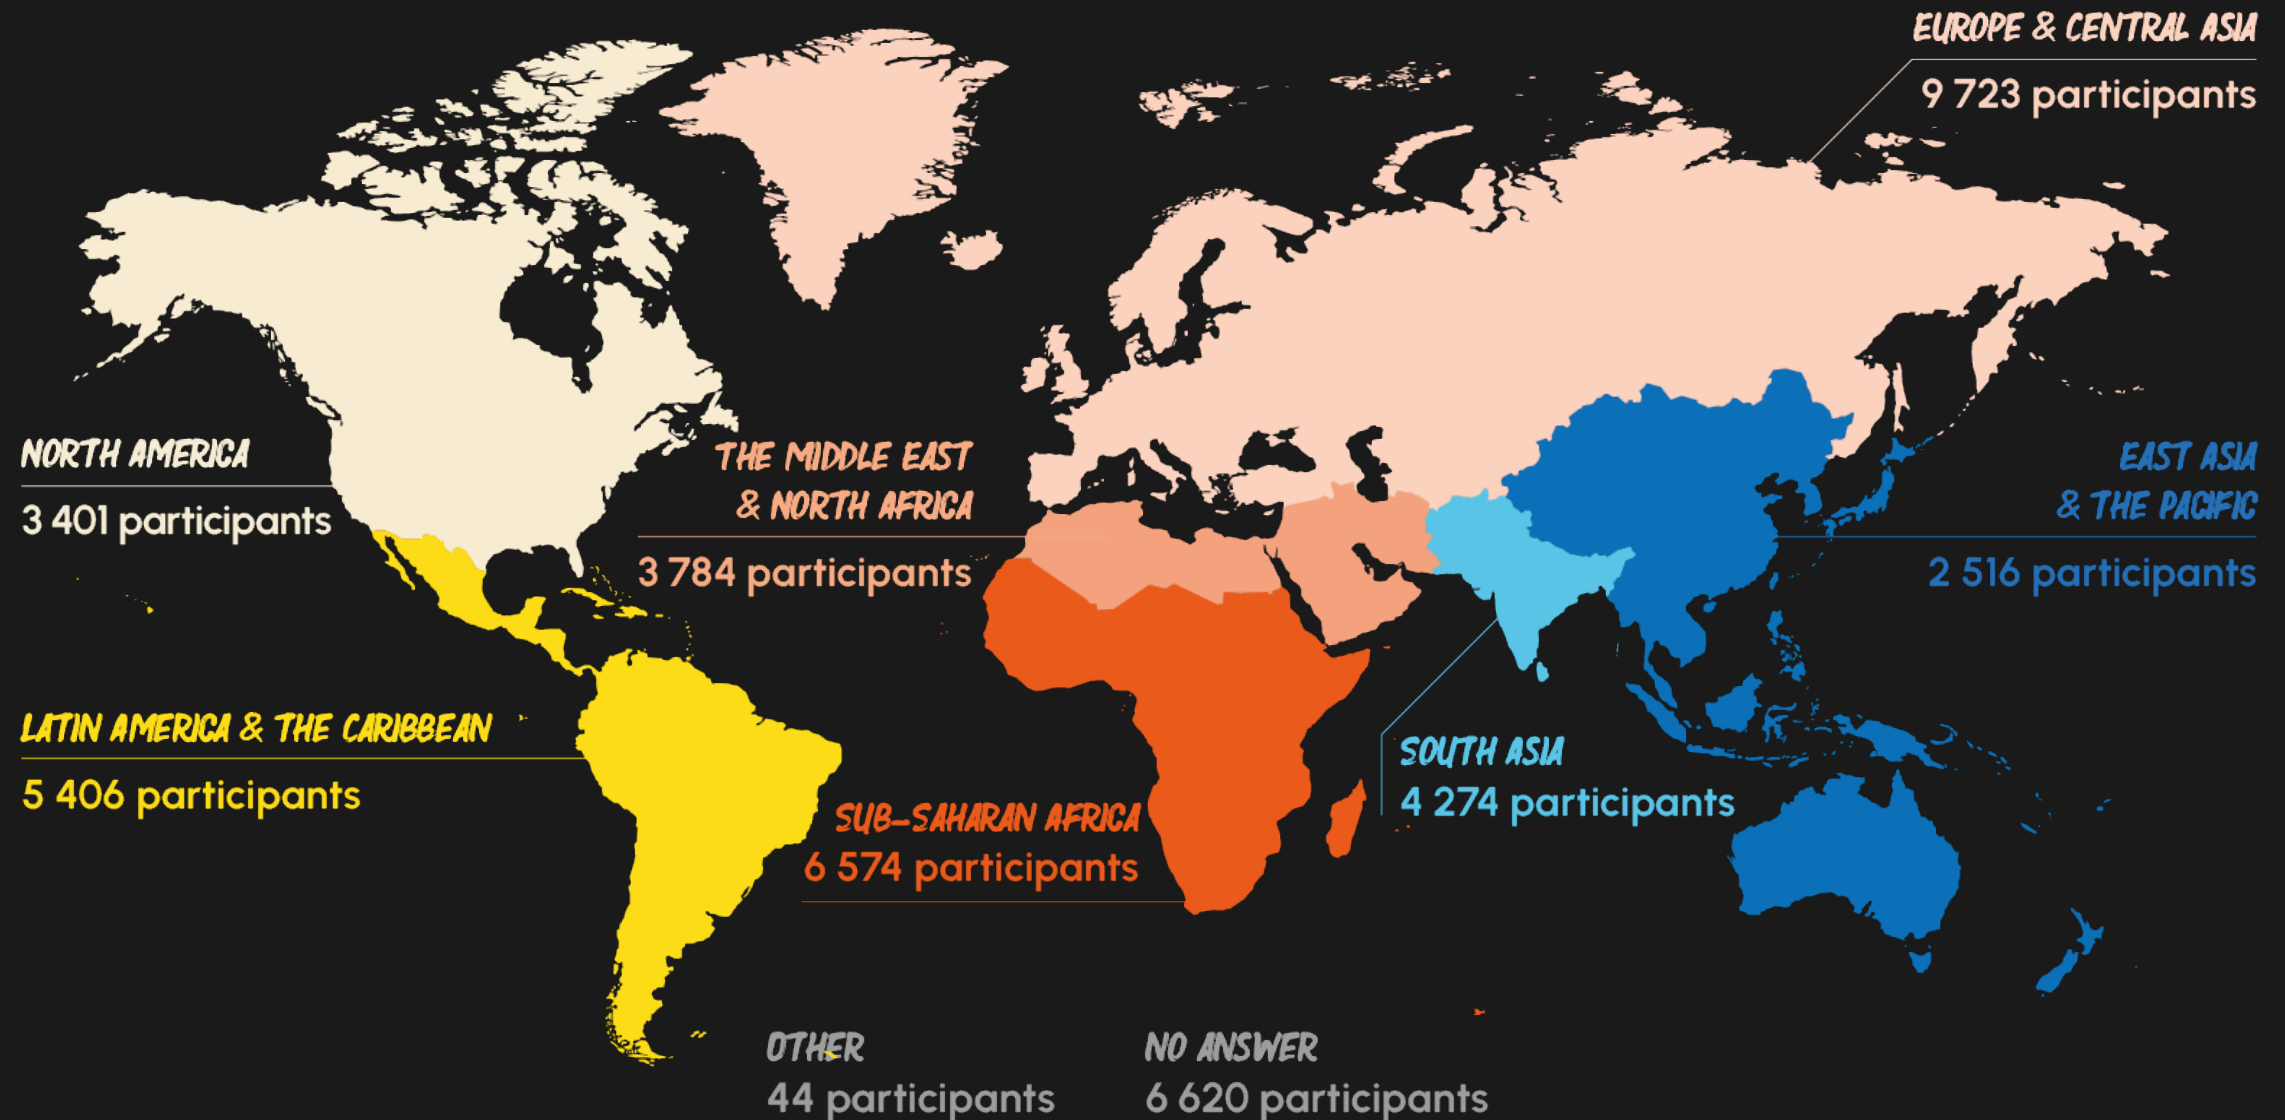 EUROPE & CENTRAL ASIA
9 723 participants
NORTH AMERICA
3 401 participants
THE MIDDLE EAST
& NORTH AFRICA
3 784 participants
EAST ASIA
& THE PACIFIC
2 516 participants
LATIN AMERICA & THE CARIBBEAN
5 406 participants
SUB-SAHARAN AFRICA
6 574 participants
SOUTH ASIA
4 274 participants
OTHER
44 participants
NO ANSWER
6 620 participants